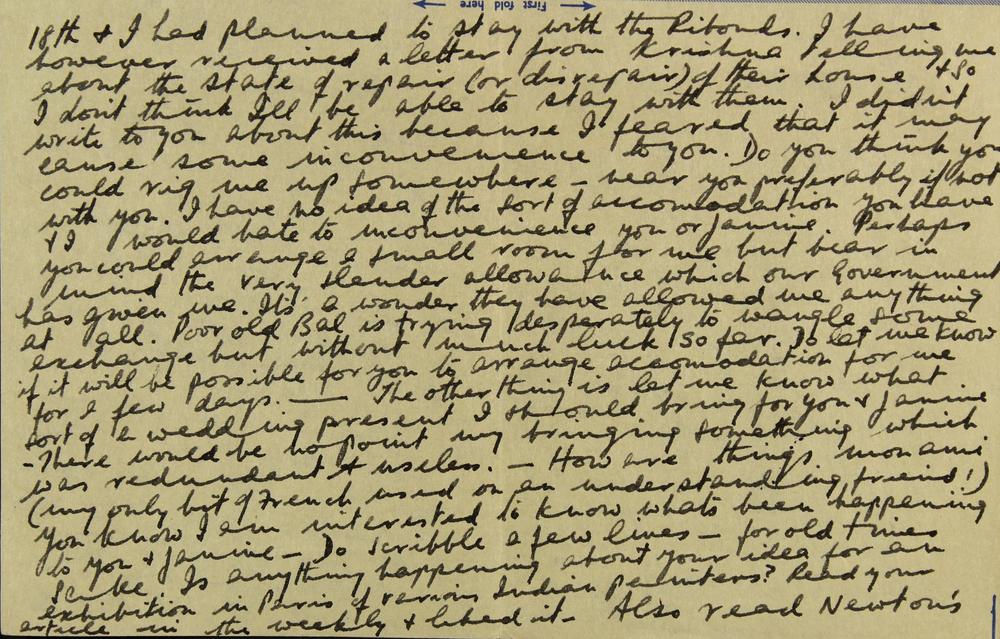 First fold here
18th & I had planned to stay with the Ribouds. I have
however received a letter from Krishna telling me
about the state of repair (or disrepair) of their house & so
I don't think I'll be able to stay with them. I didn't
write to you about this because I feared that it may
cause some inconvenience to you. Do you think you
could rig me up somewhere – near you preferably if not
with you. I have no idea of the sort of accomodation you have
& I would hate to inconvenience you or Janine. Perhaps
you could arrange a small room for me but bear in
mind the very slender allowance which our Government
has given me. Its' a wonder they have allowed me anything
at all. Poor old Bal is trying desperately to wangle some
exchange but without much luck so far. Do let me know
if it will be possible for you to arrange accomodation for me
for a few days. — The other thing is let me know what
sort of a wedding present I should bring for you & Janine
- There would be no point my bringing something which
was redundant & useless. – How are things mon ami
(my only bit of French used on an understanding friend!)
You know I am interested to know whats been happening
to you & Janine – Do scribble a few lines – for old times
sake. Is anything happening about your idea for an
exhibition in Paris of various Indian painters? Read your
article in the weekly & liked it – Also read Newton's